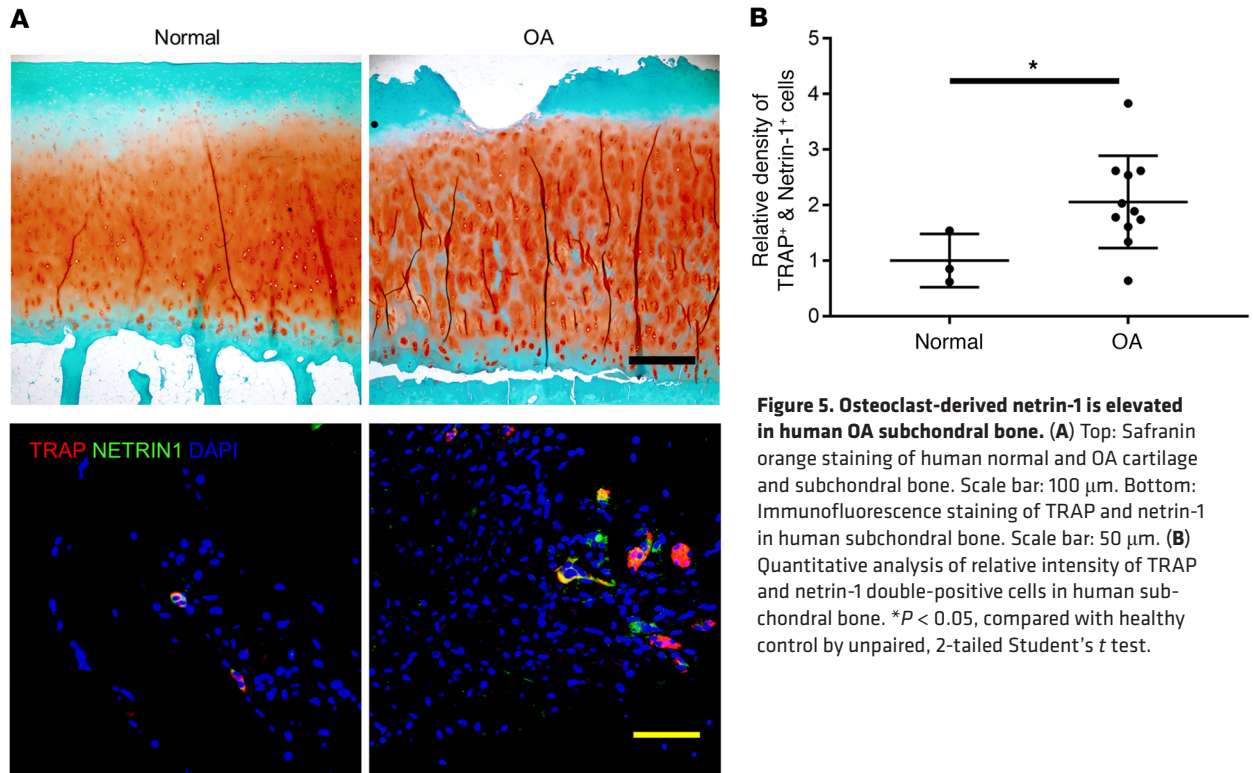 A
Normal
OA
TRAP NETRIN1 DAPI
B
Relative density of
TRAP⁺ & Netrin-1⁺ cells
5
4
3
2
1
0
*
Normal
OA
Figure 5. Osteoclast-derived netrin-1 is elevated
in human OA subchondral bone. (A) Top: Safranin
orange staining of human normal and OA cartilage
and subchondral bone. Scale bar: 100 μm. Bottom:
Immunofluorescence staining of TRAP and netrin-1
in human subchondral bone. Scale bar: 50 μm. (B)
Quantitative analysis of relative intensity of TRAP
and netrin-1 double-positive cells in human sub-
chondral bone. *P < 0.05, compared with healthy
control by unpaired, 2-tailed Student’s t test.